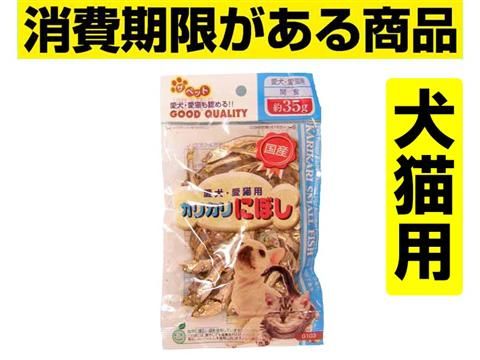 消費期限がある商品
ペット
愛犬・愛猫用
間食
愛犬・愛猫も認める!!
GOOD QUALITY
約35g
国産
KARIKARI SMALL FISH
愛犬・愛猫用
カリカリにぼし
犬猫用